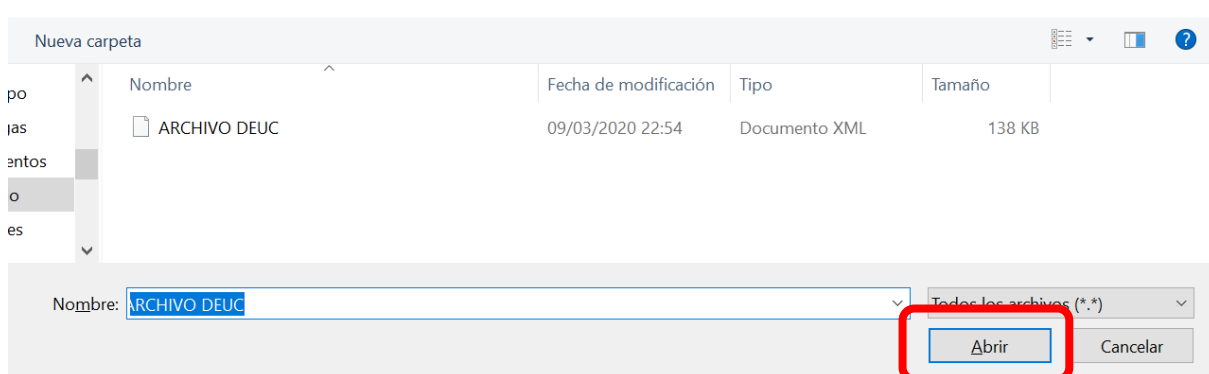 Nueva carpeta
Nombre Fecha de modificación Tipo Tamaño
ARCHIVO DEUC 09/03/2020 22:54 Documento XML 138 KB
po
gas
entos
o
es
Nombre: ARCHIVO DEUC Todos los archivos (*.*)
Abrir Cancelar